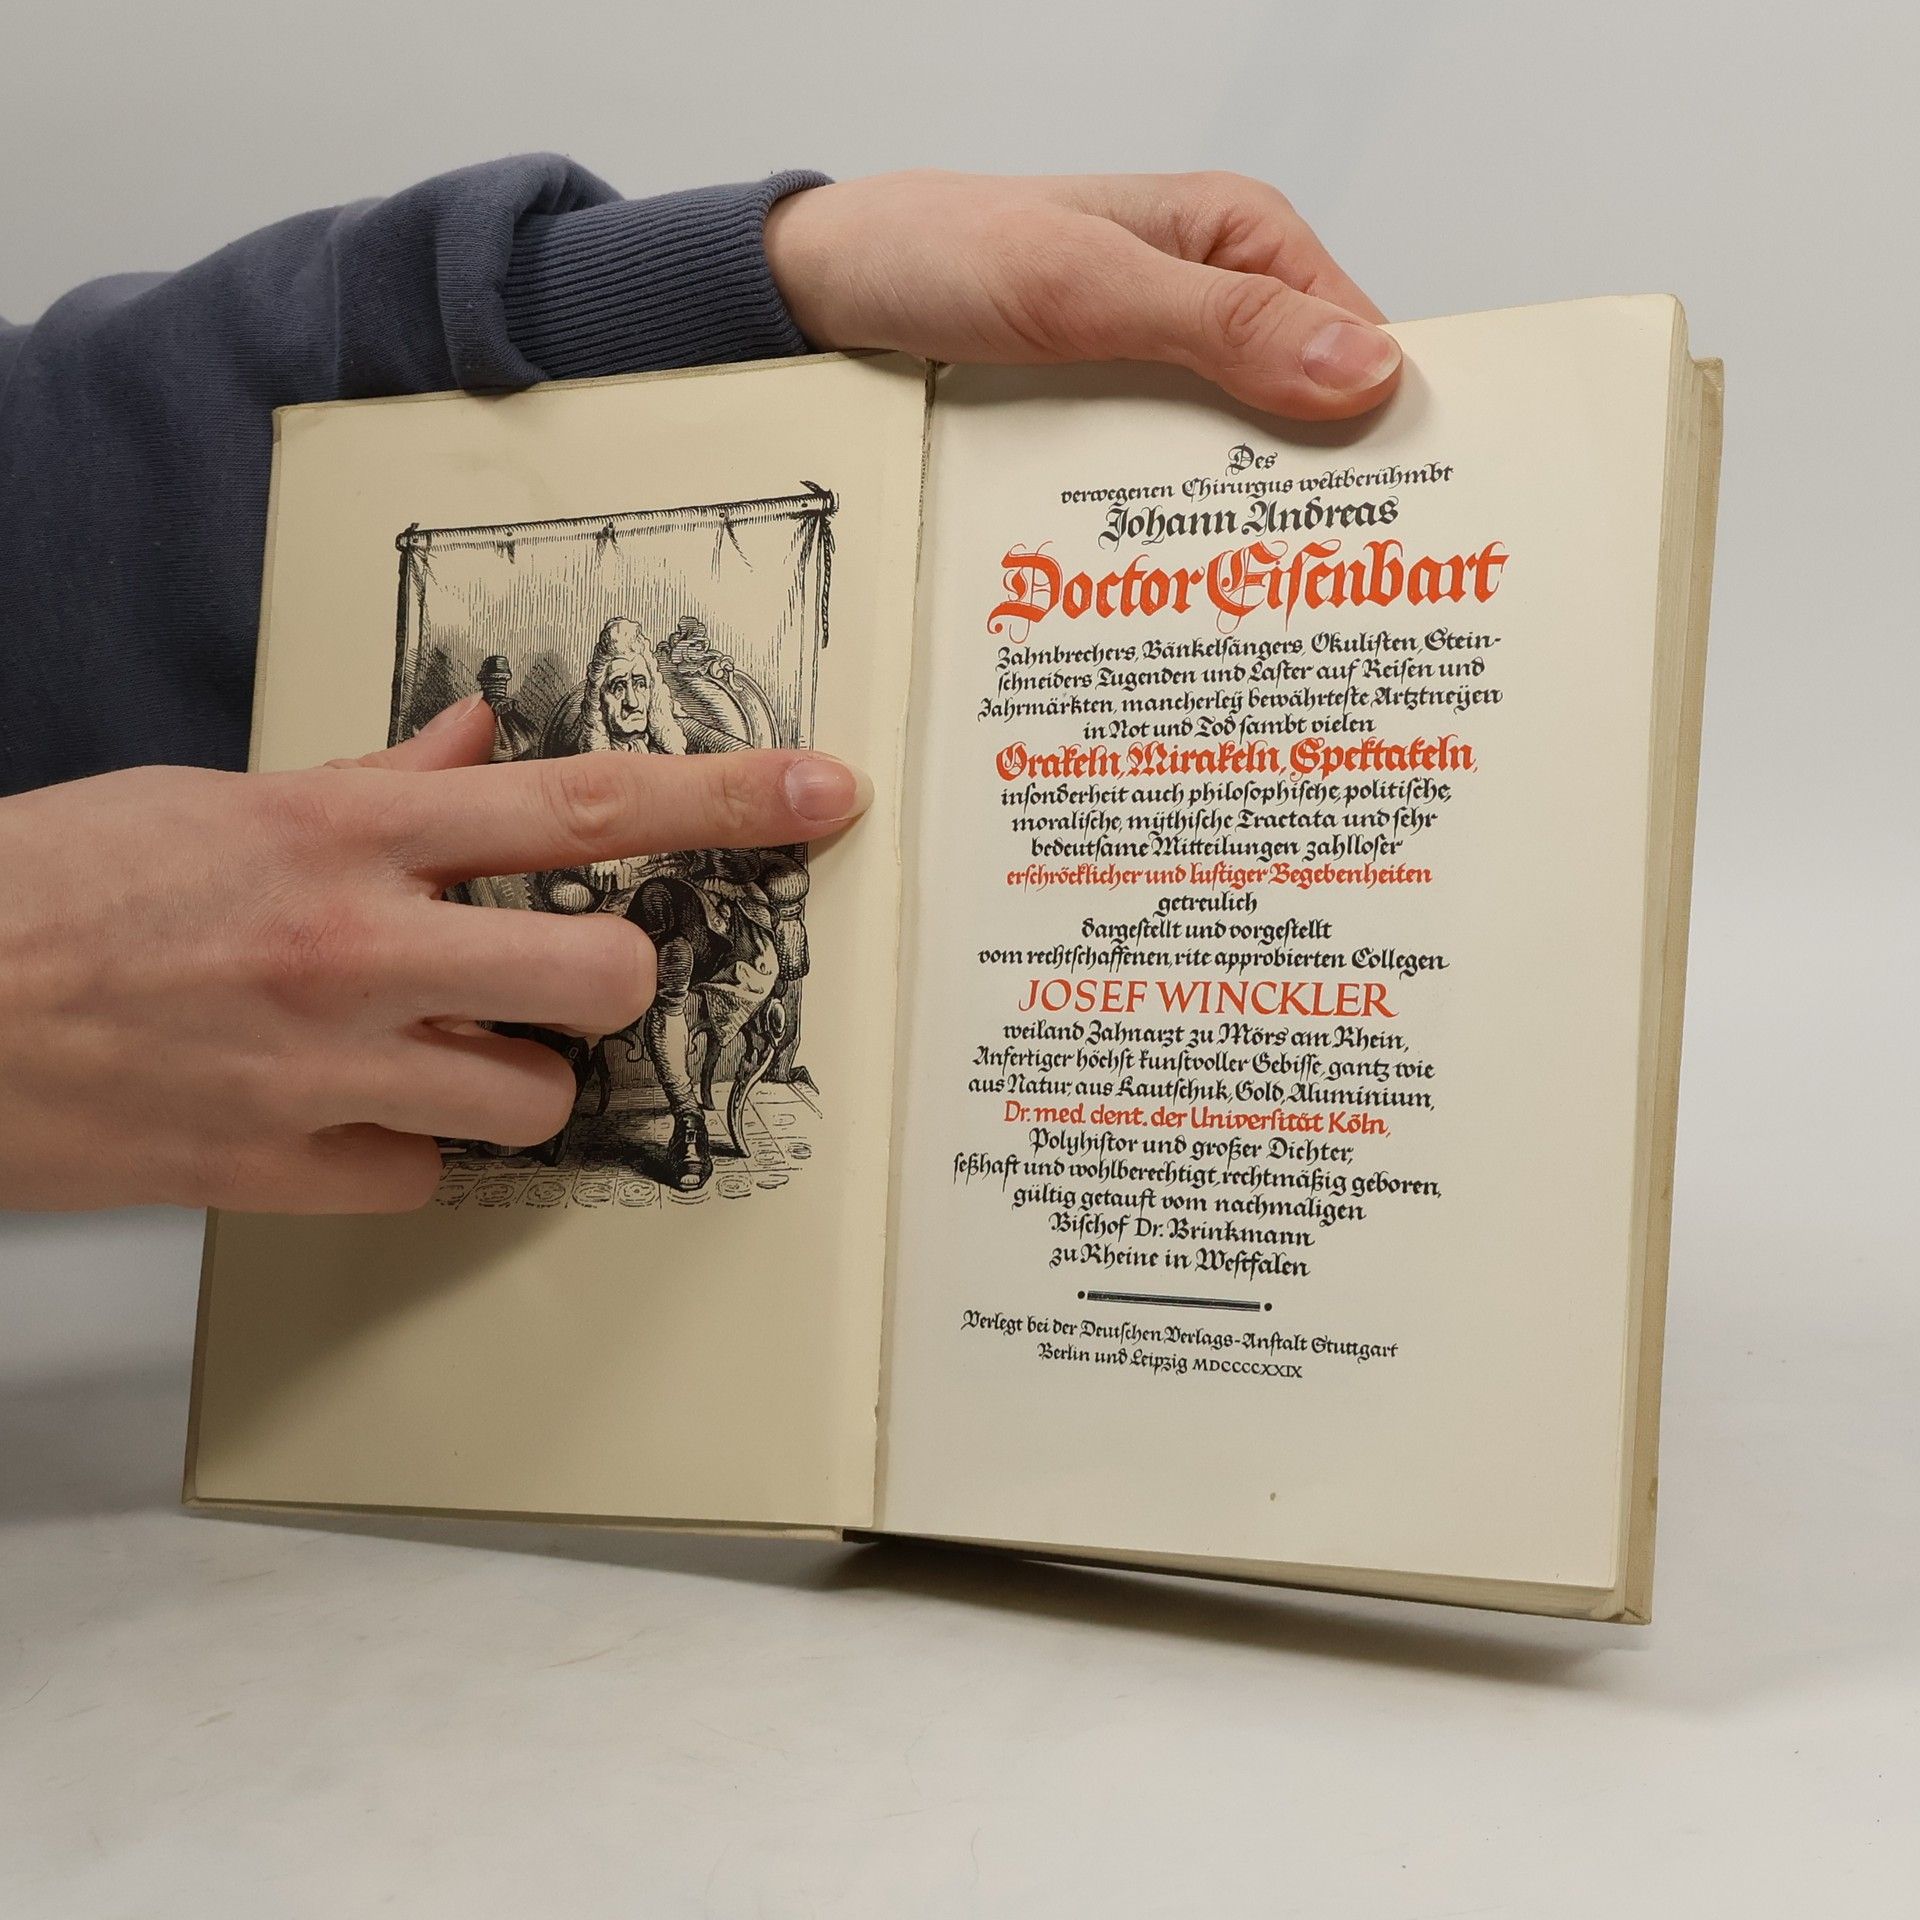 Des
verwegenen Chirurgus weltberühmbt
Johann Andreas
Doctor Eisenbart
Zahnbrechers, Bänkelsängers, Okulisten, Stein-
schneiders Tugenden und Laster auf Reisen und
Jahrmärkten, mancherley bewährteste Artztneyen
in Not und Tod sambt vielen
Orakeln, Mirakeln, Spektakeln,
insonderheit auch philosophische, politische,
moralische, mythische Tractata und sehr
bedeutsame Mitteilungen zahlloser
erschröcklicher und lustiger Begebenheiten
getreulich
dargestellt und vorgestellt
vom rechtschaffenen, rite approbierten Collegen
JOSEF WINCKLER
weiland Zahnarzt zu Mörs am Rhein,
Anfertiger höchst kunstvoller Gebisse, gantz wie
aus Natur, aus Kautschuk, Gold, Aluminium,
Dr. med. dent. der Universität Köln,
Polyhistor und großer Dichter,
seßhaft und wohlberechtigt, rechtmäßig geboren,
gültig getauft vom nachmaligen
Bischof Dr. Brinkmann
zu Rheine in Westfalen
Verlegt bei der Deutschen Verlags-Anstalt Stuttgart
Berlin und Leipzig MDCCCCXXIX